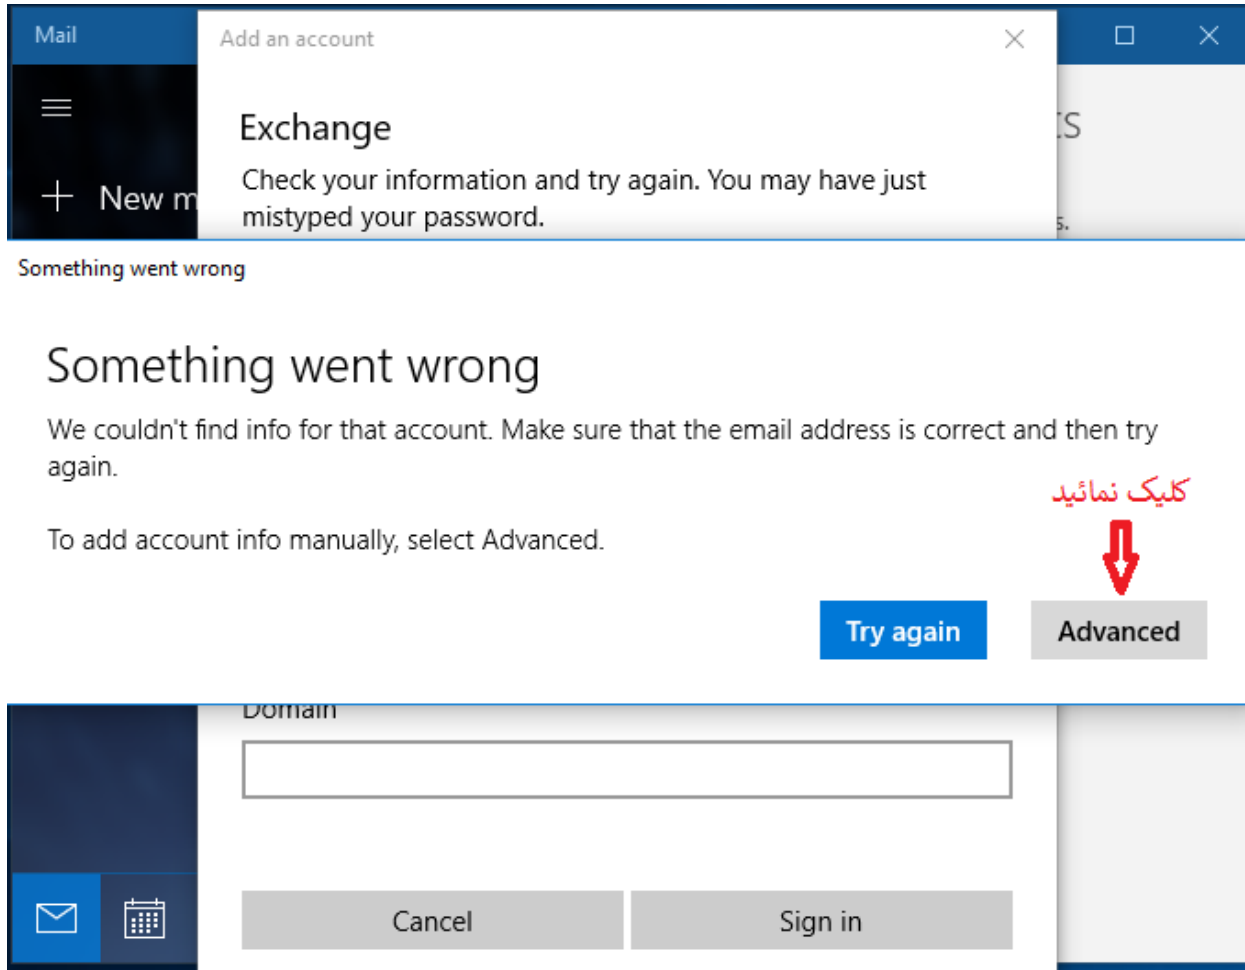 Mail
Add an account
Exchange
Check your information and try again. You may have just
mistyped your password.
New m
s.
Something went wrong
Something went wrong
We couldn't find info for that account. Make sure that the email address is correct and then try
again.
کلیک نمائید
To add account info manually, select Advanced.
Try again
Advanced
Domain
Cancel
Sign in